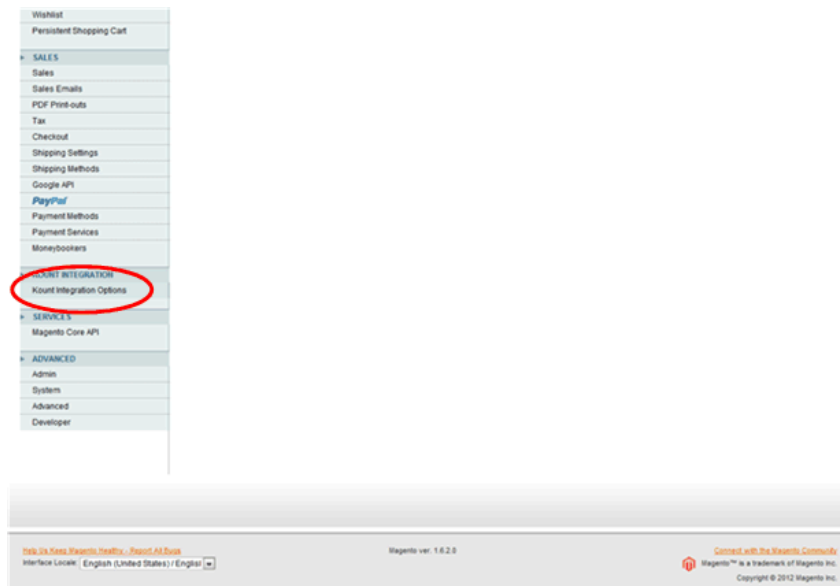 Wishlist
Persistent Shopping Cart
SALES
Sales
Sales Emails
PDF Print-outs
Tax
Checkout
Shipping Settings
Shipping Methods
Google API
PayPal
Payment Methods
Payment Services
Moneybookers
KOUNT INTEGRATION
Kount Integration Options
SERVICES
Magento Core API
ADVANCED
Admin
System
Advanced
Developer
Help Us Keep Magento Healthy - Report All Bugs
Magento ver. 1.6.2.0
Connect with the Magento Community
Interface Locale: English (United States) / Englisl
Magento™ is a trademark of Magento Inc.
Copyright © 2012 Magento Inc.